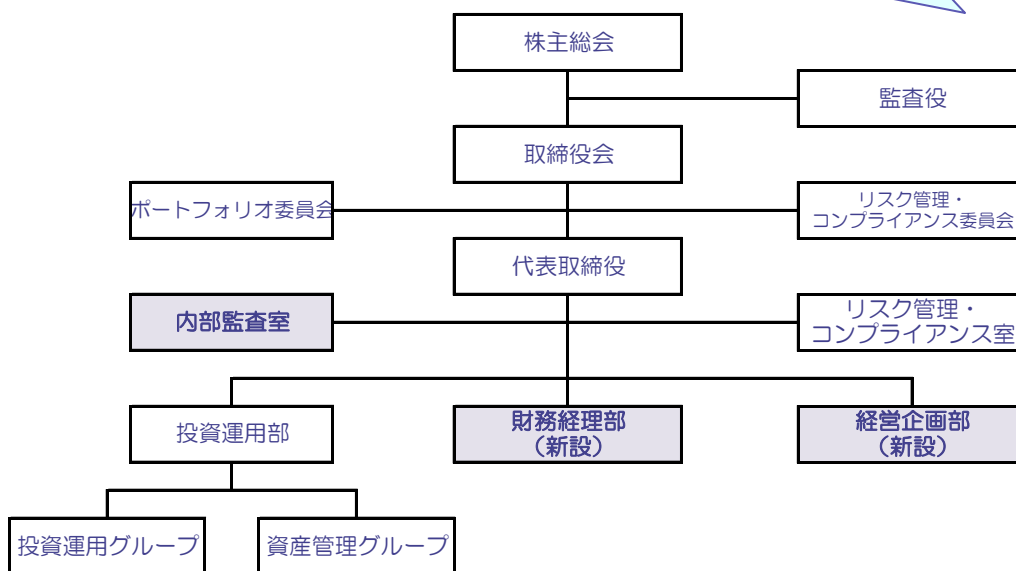 株主総会
監査役
取締役会
ポートフォリオ委員会
リスク管理・
コンプライアンス委員会
代表取締役
内部監査室
リスク管理・
コンプライアンス室
投資運用部
財務経理部
（新設）
経営企画部
（新設）
投資運用グループ
資産管理グループ